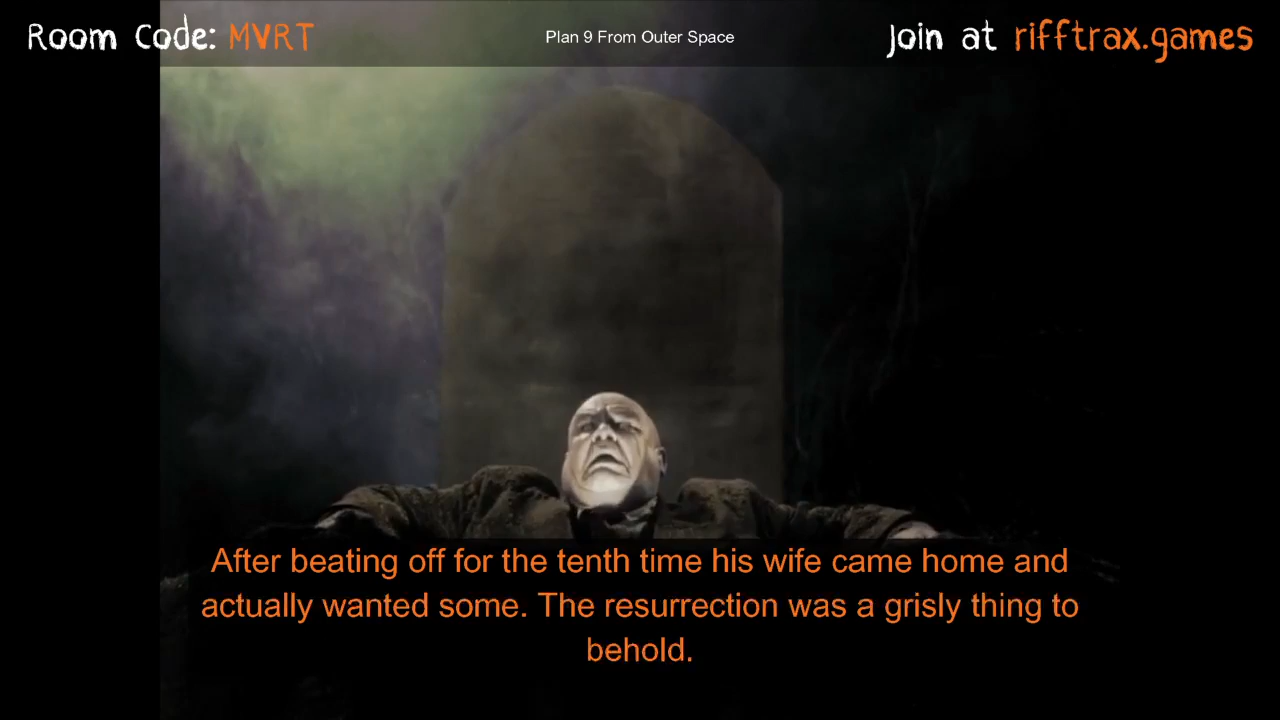 Room Code: MVRT
Plan 9 From Outer Space
Join at rifftrax.games
After beating off for the tenth time his wife came home and
actually wanted some. The resurrection was a grisly thing to
behold.